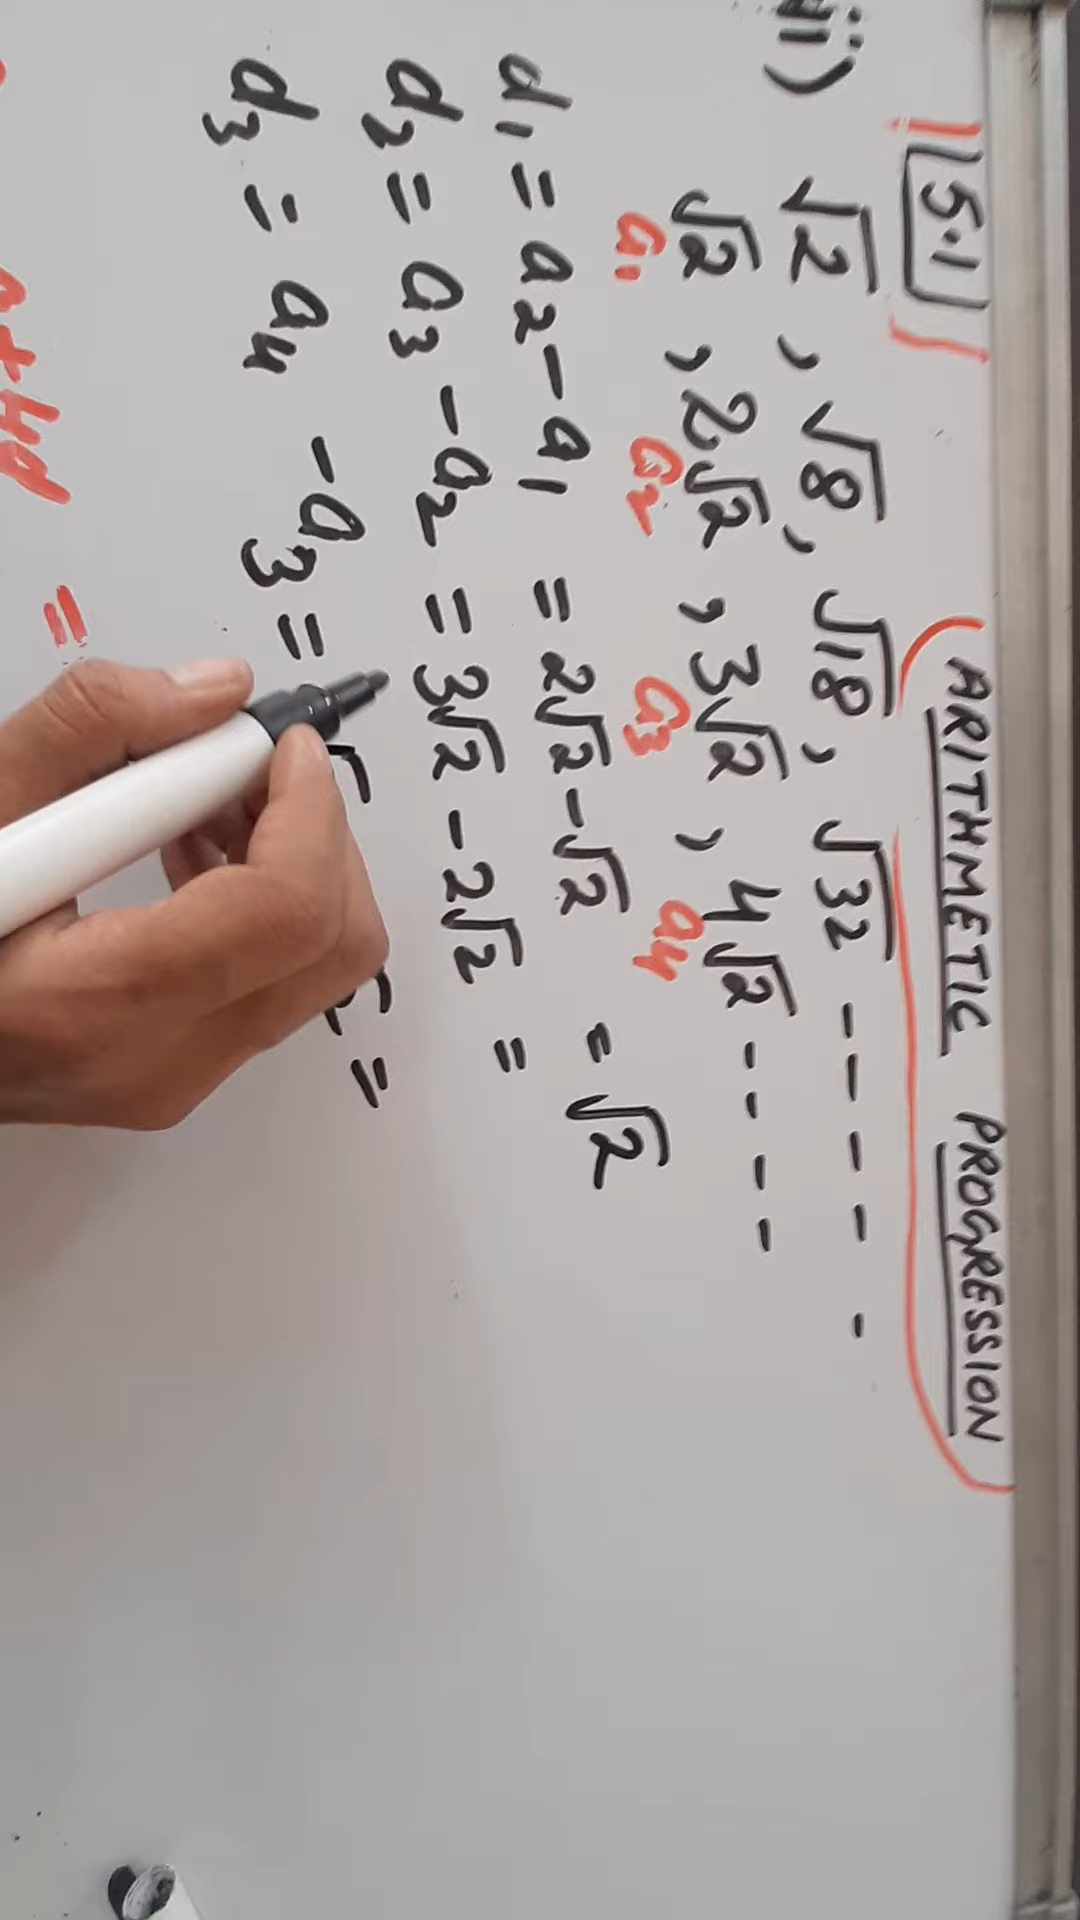 5.1 ARITHMETIC PROGRESSION
ii) √2 , √8, √18, √32 - - - - -
√2 , 2√2 , 3√2 , 4√2 - - - -
a1 a2 a3 a4
d1 = a2 - a1 = 2√2 - √2 = √2
d2 = a3 - a2 = 3√2 - 2√2 =
d3 = a4 - a3 = =
a+4d =